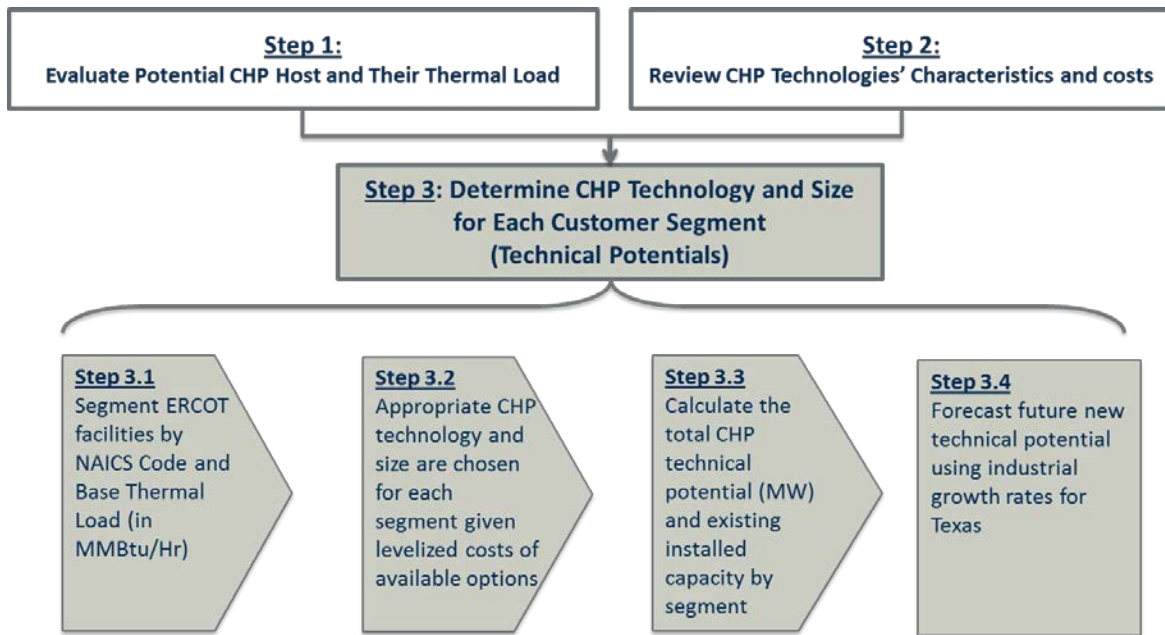 Step 1:
Evaluate Potential CHP Host and Their Thermal Load
Step 2:
Review CHP Technologies’ Characteristics and costs
Step 3: Determine CHP Technology and Size
for Each Customer Segment
(Technical Potentials)
Step 3.1
Segment ERCOT
facilities by
NAICS Code and
Base Thermal
Load (in
MMBtu/Hr)
Step 3.2
Appropriate CHP
technology and
size are chosen
for each
segment given
levelized costs of
available options
Step 3.3
Calculate the
total CHP
technical
potential (MW)
and existing
installed
capacity by
segment
Step 3.4
Forecast future new
technical potential
using industrial
growth rates for
Texas